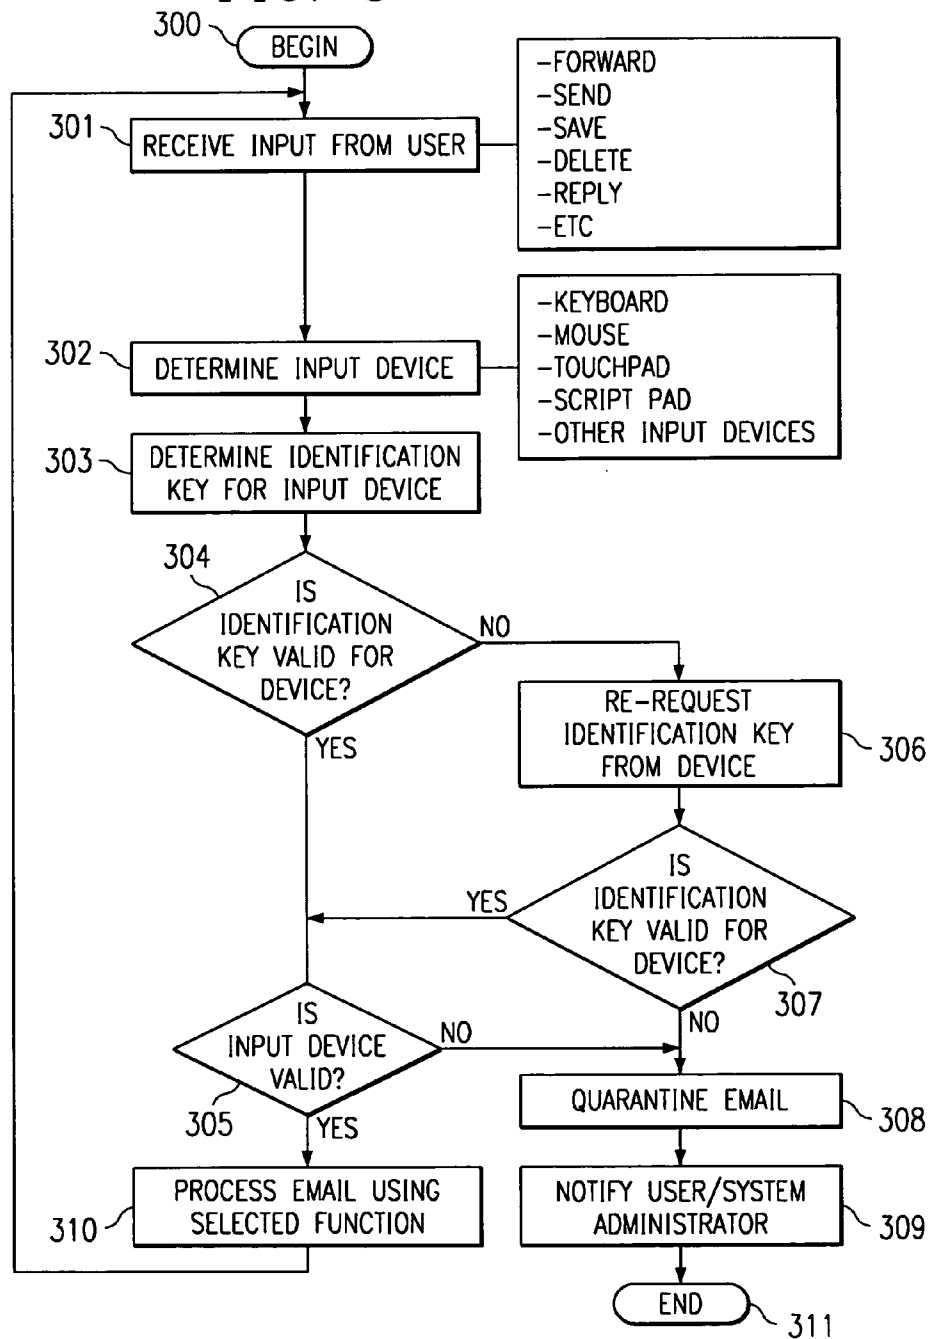 300
BEGIN
301
RECEIVE INPUT FROM USER
-FORWARD
-SEND
-SAVE
-DELETE
-REPLY
-ETC
302
DETERMINE INPUT DEVICE
-KEYBOARD
-MOUSE
-TOUCHPAD
-SCRIPT PAD
-OTHER INPUT DEVICES
303
DETERMINE IDENTIFICATION
KEY FOR INPUT DEVICE
304
IS
IDENTIFICATION
KEY VALID FOR
DEVICE?
NO
YES
RE-REQUEST
IDENTIFICATION KEY
FROM DEVICE
306
IS
IDENTIFICATION
KEY VALID FOR
DEVICE?
YES
307
NO
IS
INPUT DEVICE
VALID?
NO
305
YES
QUARANTINE EMAIL
308
310
PROCESS EMAIL USING
SELECTED FUNCTION
NOTIFY USER/SYSTEM
ADMINISTRATOR
309
END
311